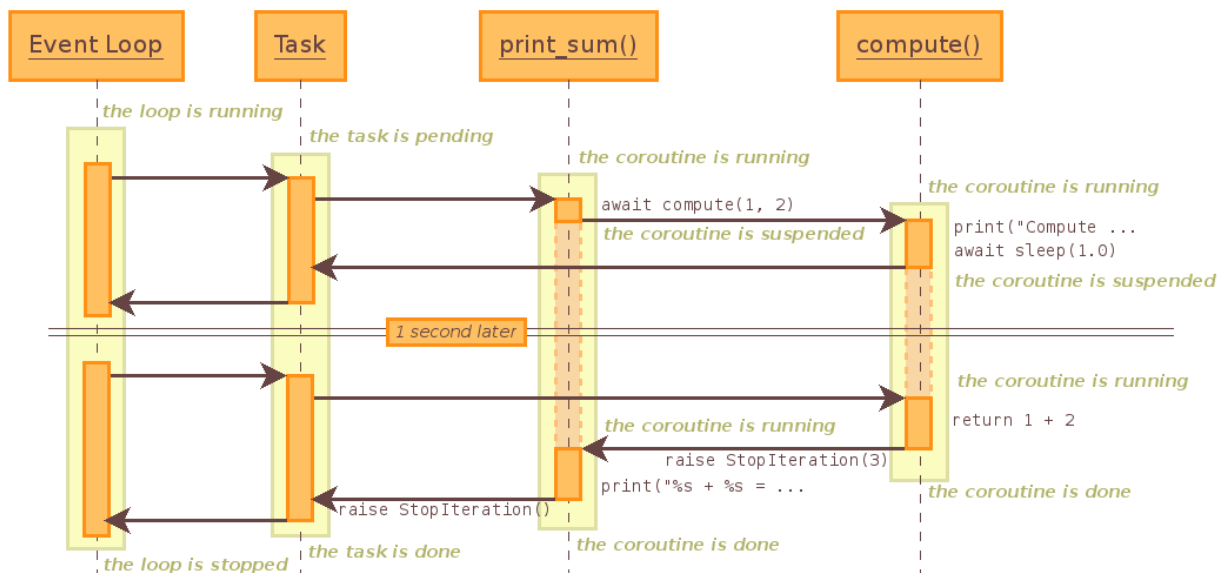 Event Loop
Task
print_sum()
compute()
the loop is running
the task is pending
the coroutine is running
the coroutine is running
await compute(1, 2)
print("Compute ...
the coroutine is suspended
await sleep(1.0)
the coroutine is suspended
1 second later
the coroutine is running
return 1 + 2
the coroutine is running
raise StopIteration(3)
print("%s + %s = ...
the coroutine is done
raise StopIteration()
the coroutine is done
the task is done
the loop is stopped